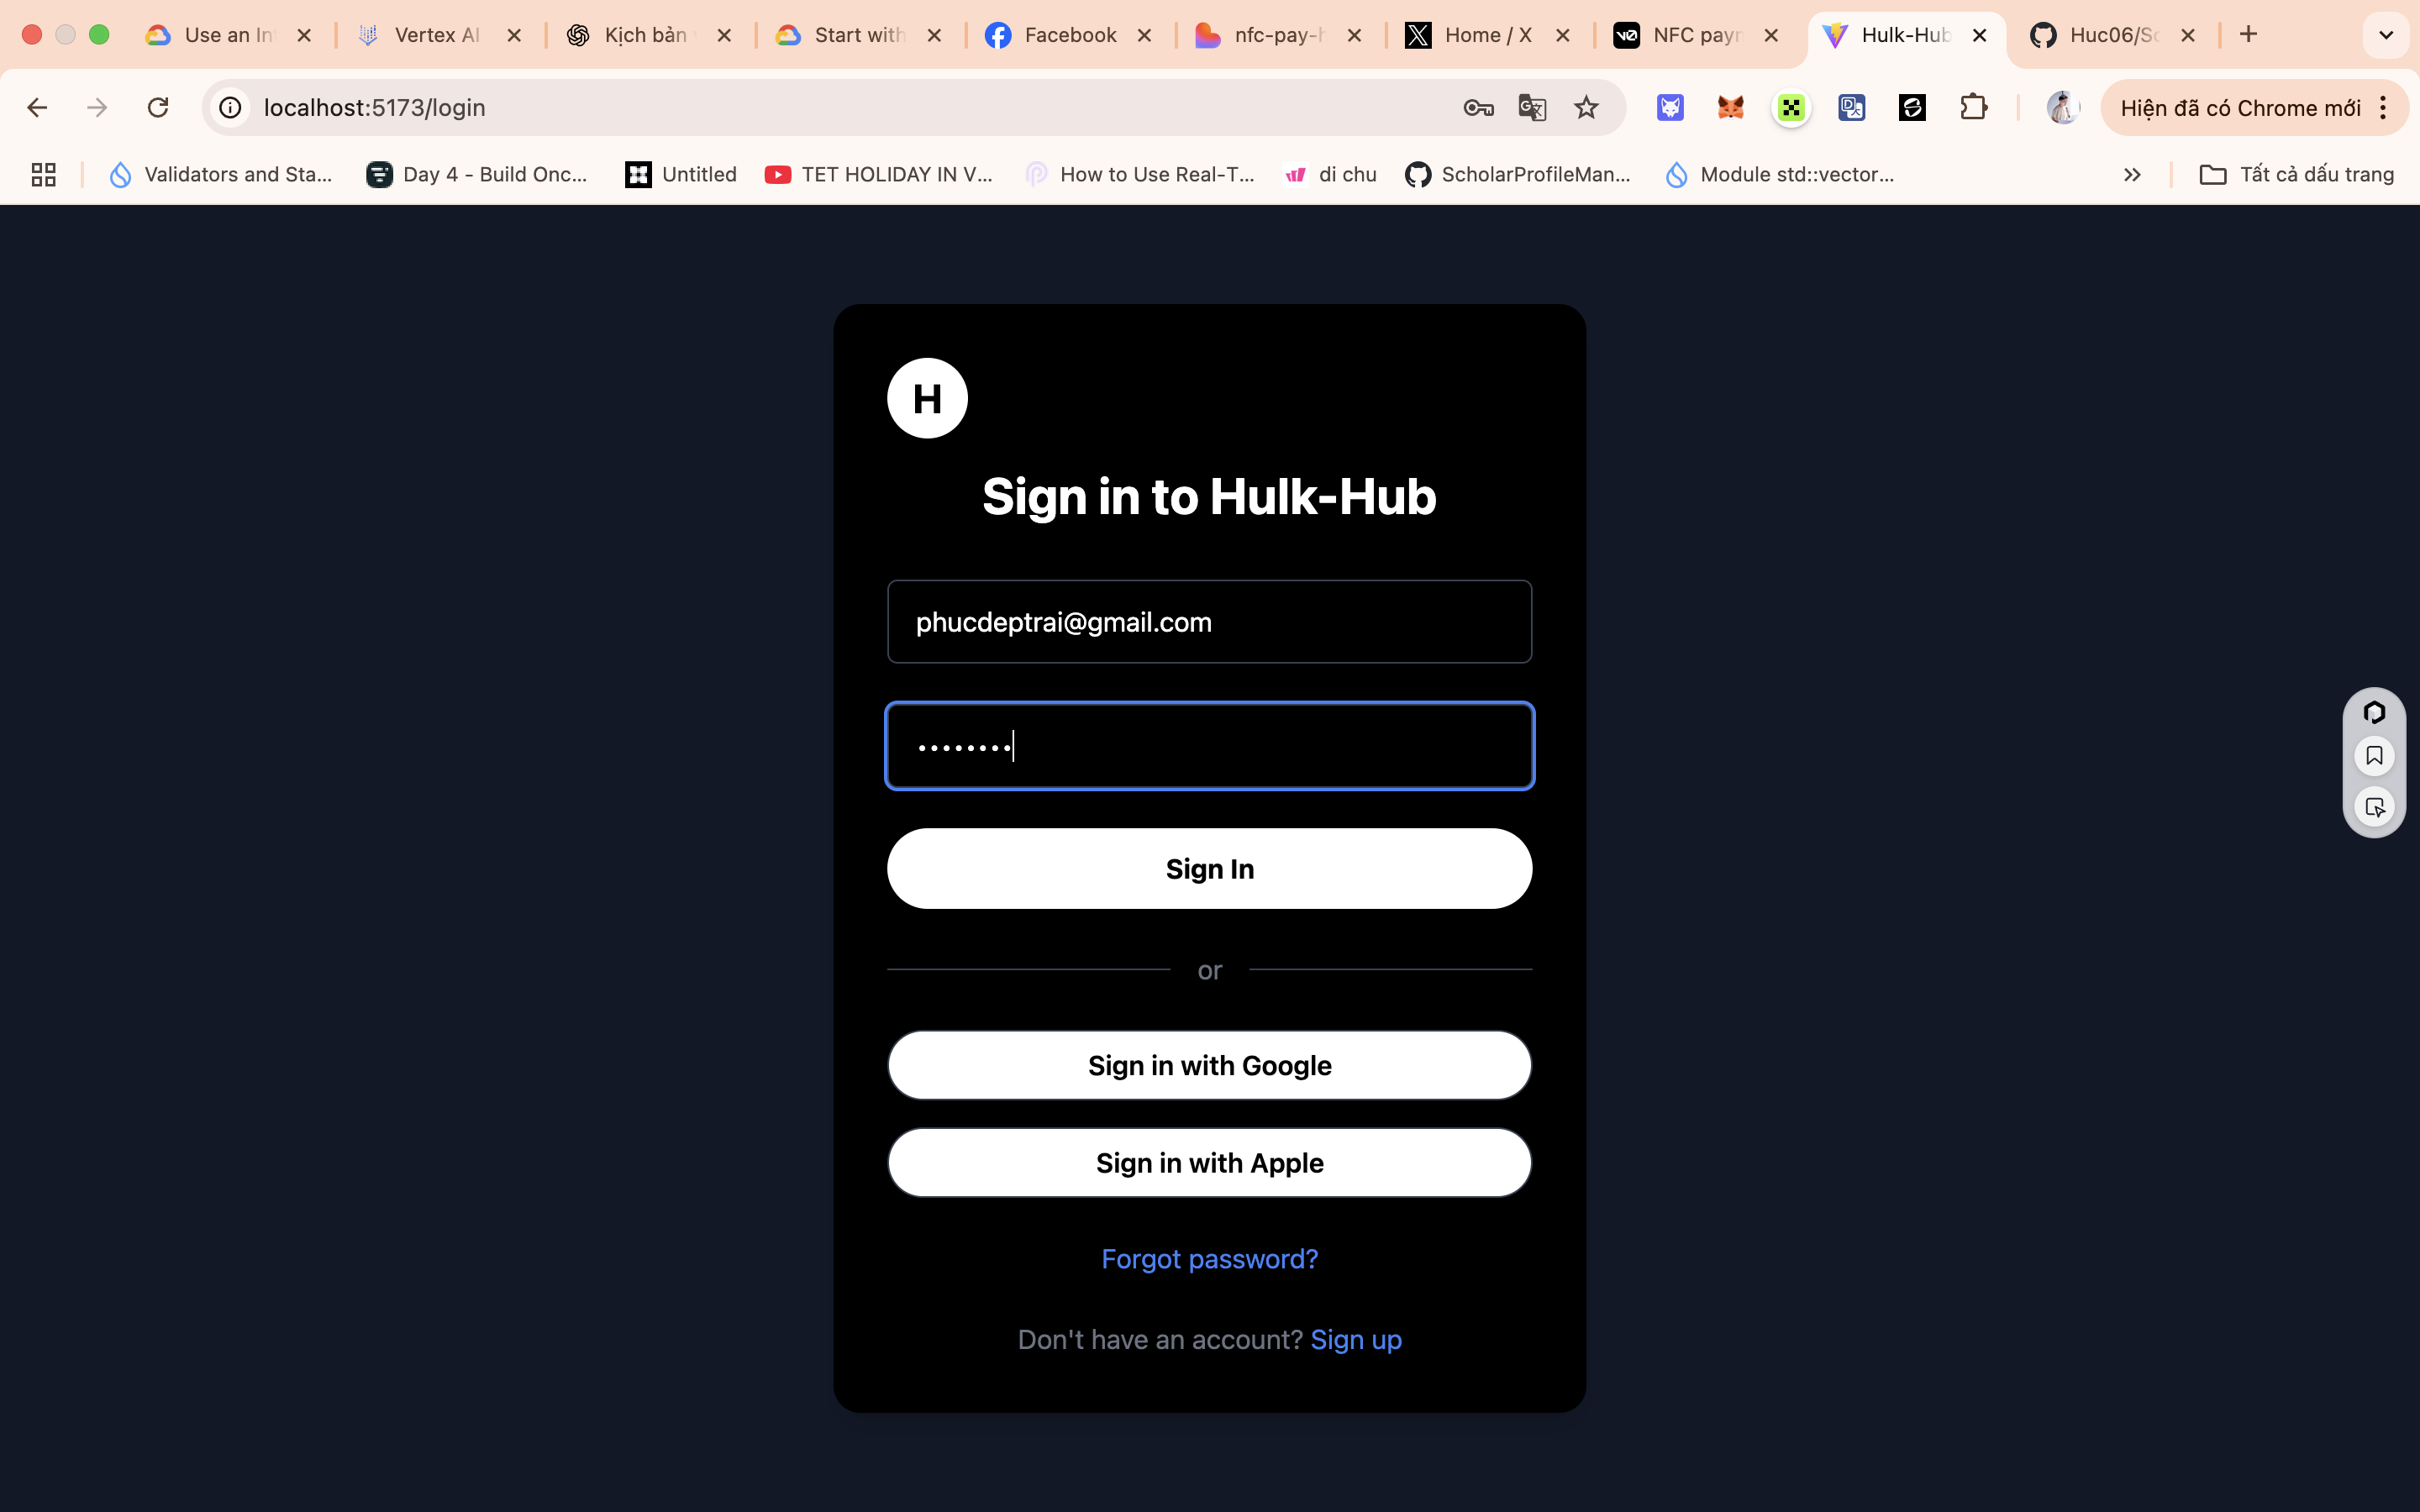 Use an In
Vertex AI
Kịch bản
Start with
Facebook
nfc-pay-h
Home / X
NFC payr
Hulk-Hub
Huc06/Sc
localhost:5173/login
Hiện đã có Chrome mới
Validators and Sta...
Day 4 - Build Onc...
Untitled
TET HOLIDAY IN V...
How to Use Real-T...
di chu
ScholarProfileMan...
Module std::vector...
Tất cả dấu trang
H
Sign in to Hulk-Hub
phucdeptrai@gmail.com
••••••••
Sign In
or
Sign in with Google
Sign in with Apple
Forgot password?
Don't have an account? Sign up